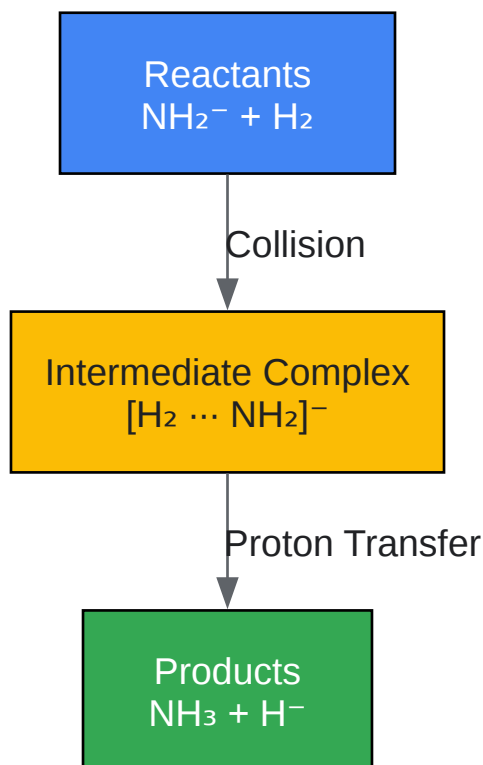 Reactants
NH₂⁻ + H₂
Collision
Intermediate Complex
[H₂ ··· NH₂]⁻
Proton Transfer
Products
NH₃ + H⁻